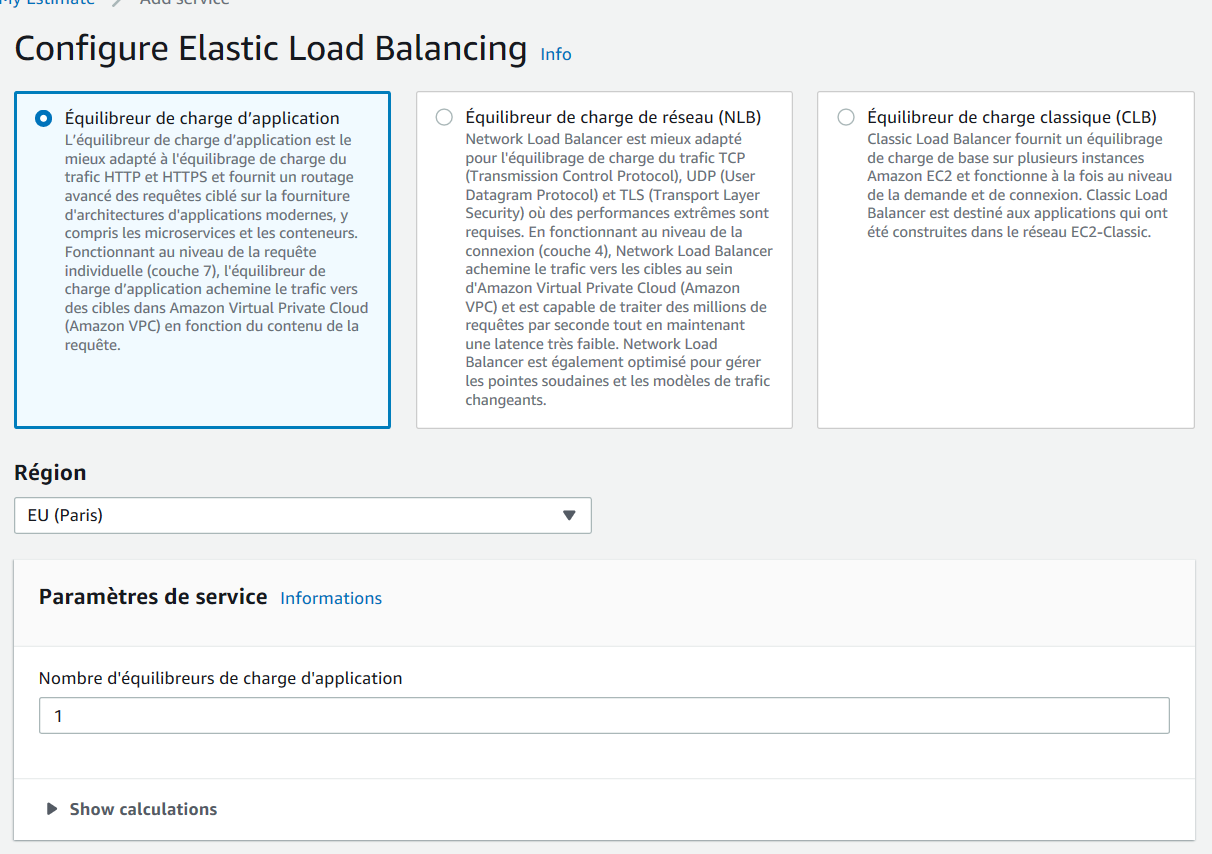 My Estimate
Add service
Configure Elastic Load Balancing Info
Équilibreur de charge d’application
L’équilibreur de charge d’application est le
mieux adapté à l'équilibrage de charge du
trafic HTTP et HTTPS et fournit un routage
avancé des requêtes ciblé sur la fourniture
d'architectures d'applications modernes, y
compris les microservices et les conteneurs.
Fonctionnant au niveau de la requête
individuelle (couche 7), l'équilibreur de
charge d’application achemine le trafic vers
des cibles dans Amazon Virtual Private Cloud
(Amazon VPC) en fonction du contenu de la
requête.
Équilibreur de charge de réseau (NLB)
Network Load Balancer est mieux adapté
pour l'équilibrage de charge du trafic TCP
(Transmission Control Protocol), UDP (User
Datagram Protocol) et TLS (Transport Layer
Security) où des performances extrêmes sont
requises. En fonctionnant au niveau de la
connexion (couche 4), Network Load Balancer
achemine le trafic vers les cibles au sein
d'Amazon Virtual Private Cloud (Amazon
VPC) et est capable de traiter des millions de
requêtes par seconde tout en maintenant
une latence très faible. Network Load
Balancer est également optimisé pour gérer
les pointes soudaines et les modèles de trafic
changeants.
Équilibreur de charge classique (CLB)
Classic Load Balancer fournit un équilibrage
de charge de base sur plusieurs instances
Amazon EC2 et fonctionne à la fois au niveau
de la demande et de connexion. Classic Load
Balancer est destiné aux applications qui ont
été construites dans le réseau EC2-Classic.
Région
EU (Paris)
Paramètres de service Informations
Nombre d'équilibreurs de charge d'application
1
Show calculations